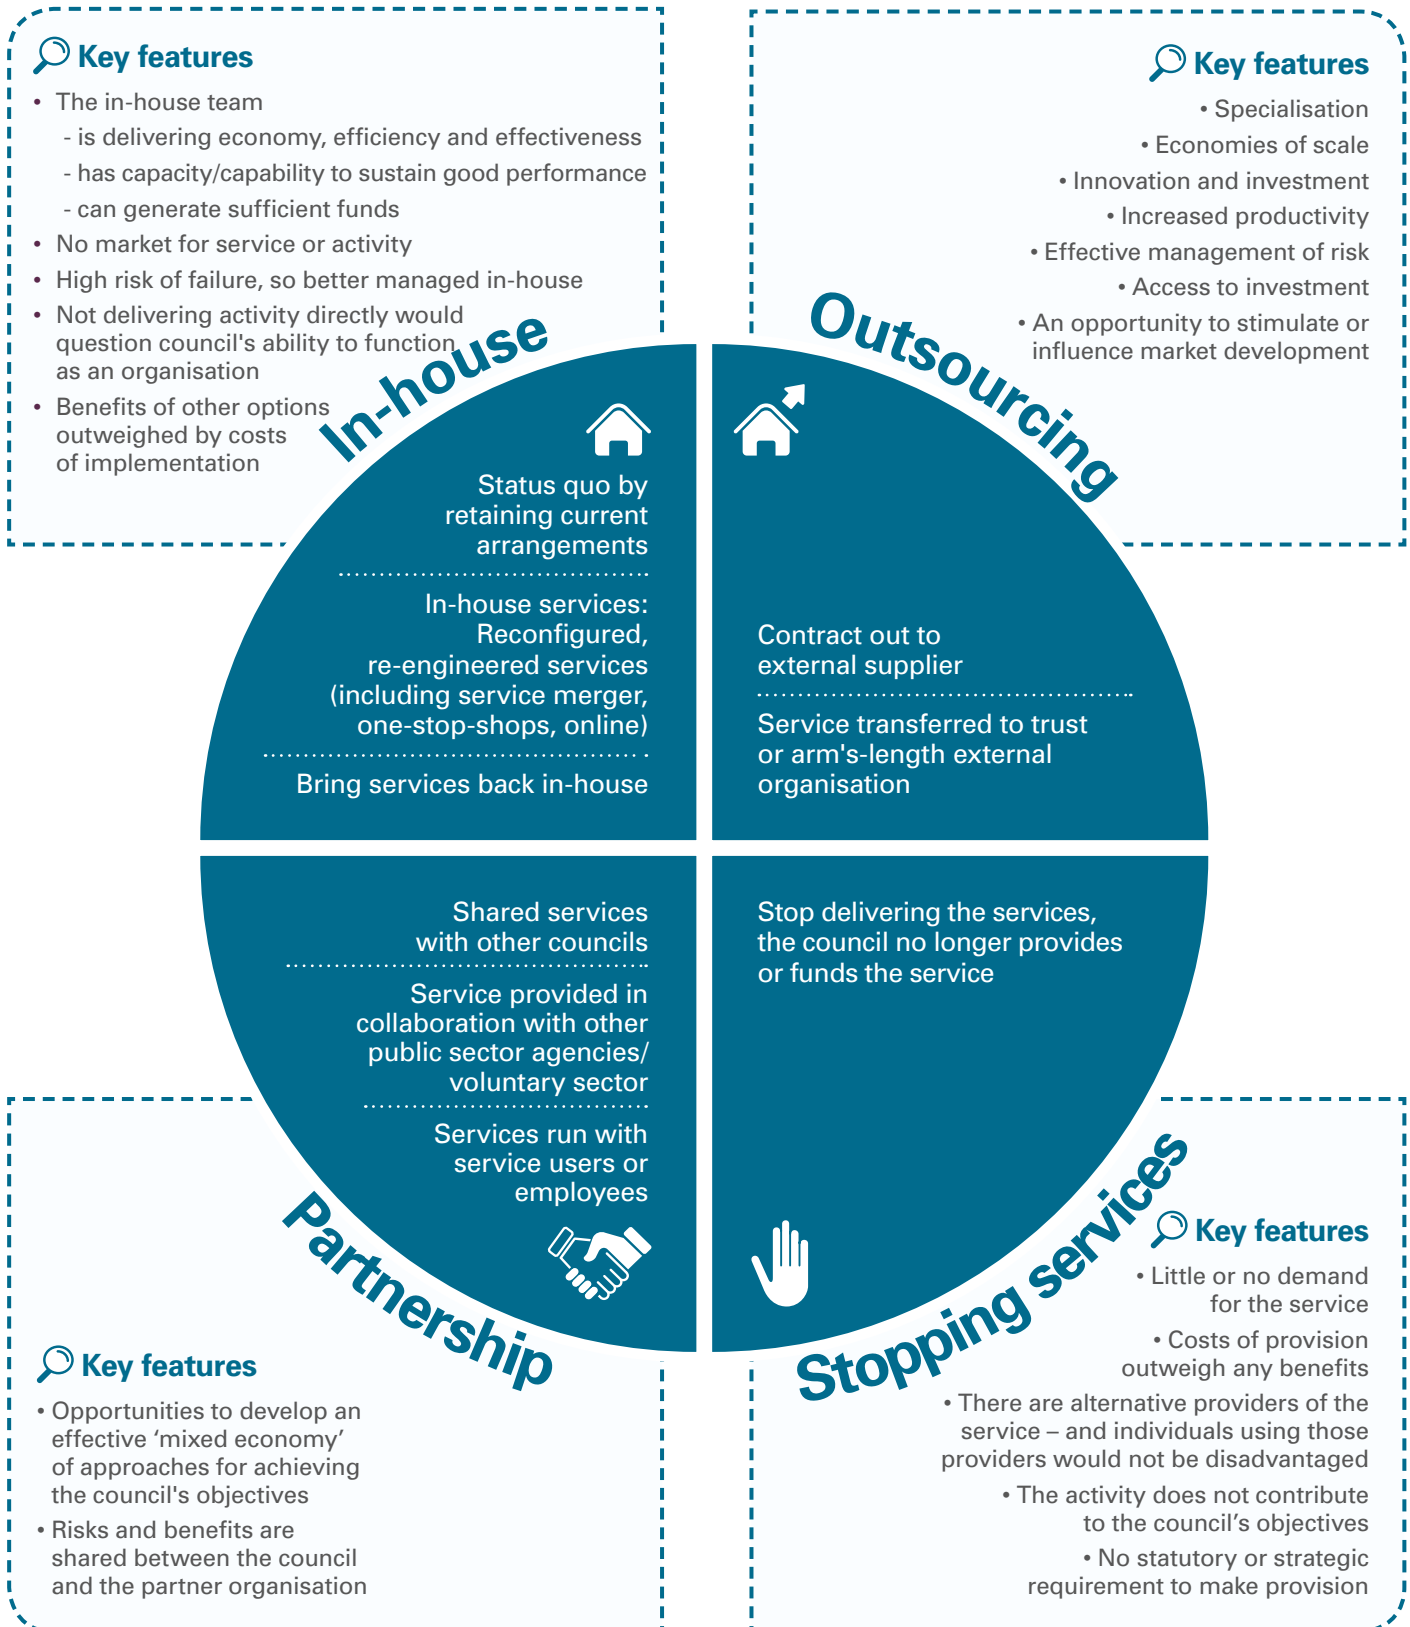 Key features
• The in-house team
- is delivering economy, efficiency and effectiveness
- has capacity/capability to sustain good performance
- can generate sufficient funds
• No market for service or activity
• High risk of failure, so better managed in-house
• Not delivering activity directly would
question council's ability to function
as an organisation
• Benefits of other options
outweighed by costs
of implementation
In-house
Status quo by
retaining current
arrangements
In-house services:
Reconfigured,
re-engineered services
(including service merger,
one-stop-shops, online)
Bring services back in-house
Key features
• Specialisation
• Economies of scale
• Innovation and investment
• Increased productivity
• Effective management of risk
• Access to investment
• An opportunity to stimulate or
influence market development
Outsourcing
Contract out to
external supplier
Service transferred to trust
or arm's-length external
organisation
Shared services
with other councils
Service provided in
collaboration with other
public sector agencies/
voluntary sector
Services run with
service users or
employees
Partnership
Key features
• Opportunities to develop an
effective ‘mixed economy’
of approaches for achieving
the council's objectives
• Risks and benefits are
shared between the council
and the partner organisation
Stop delivering the services,
the council no longer provides
or funds the service
Stopping services
Key features
• Little or no demand
for the service
• Costs of provision
outweigh any benefits
• There are alternative providers of the
service – and individuals using those
providers would not be disadvantaged
• The activity does not contribute
to the council’s objectives
• No statutory or strategic
requirement to make provision